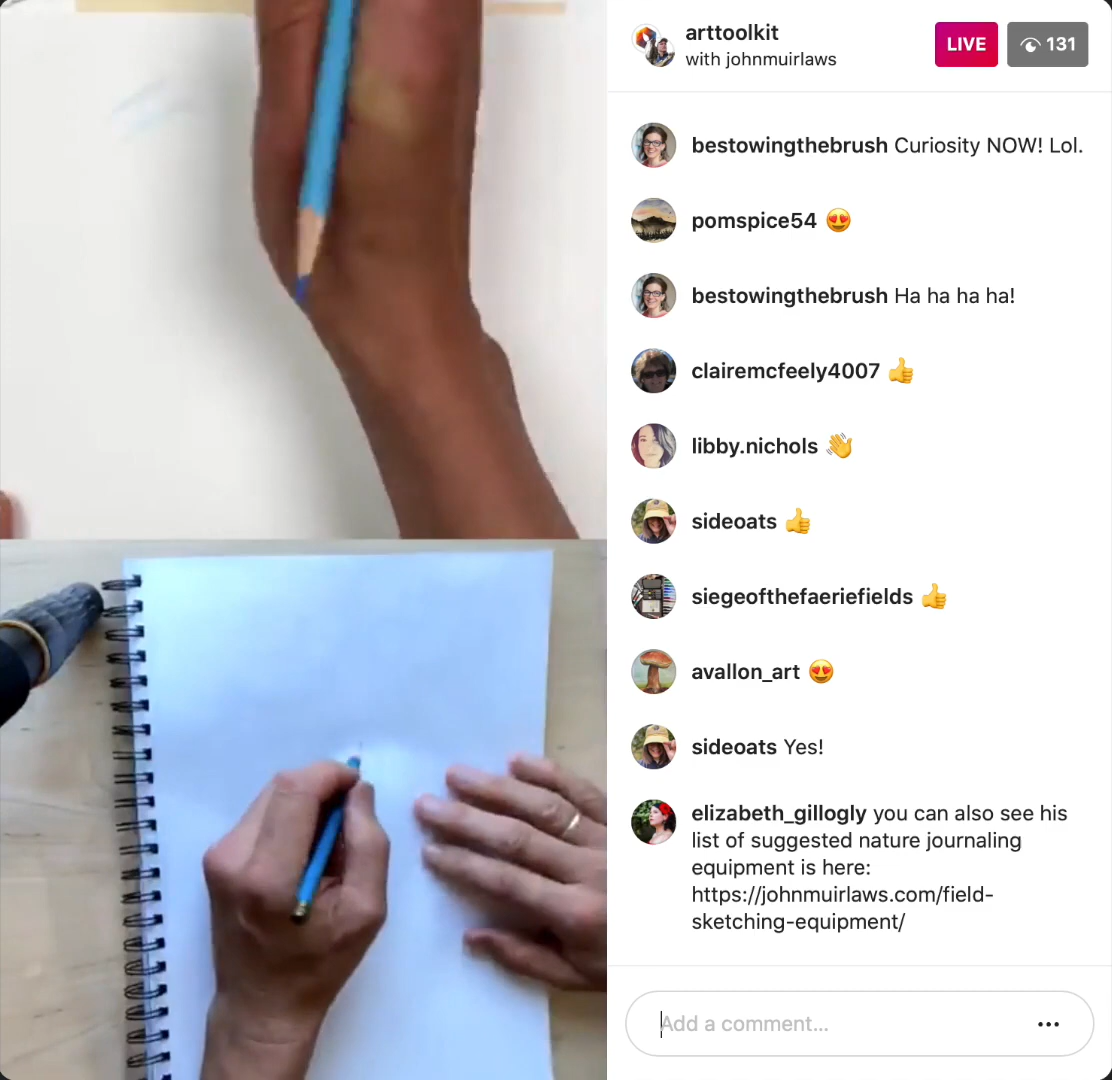 arttoolkit
with johnmuirlaws
LIVE
131
bestowingthebrush Curiosity NOW! Lol.
pomspice54 😍
bestowingthebrush Ha ha ha ha!
clairemcfeely4007 👍
libby.nichols 👋
sideoats 👍
siegeofthefaeriefields 👍
avallon_art 😍
sideoats Yes!
elizabeth_gillogly you can also see his
list of suggested nature journaling
equipment is here:
https://johnmuirlaws.com/field-
sketching-equipment/
Add a comment...